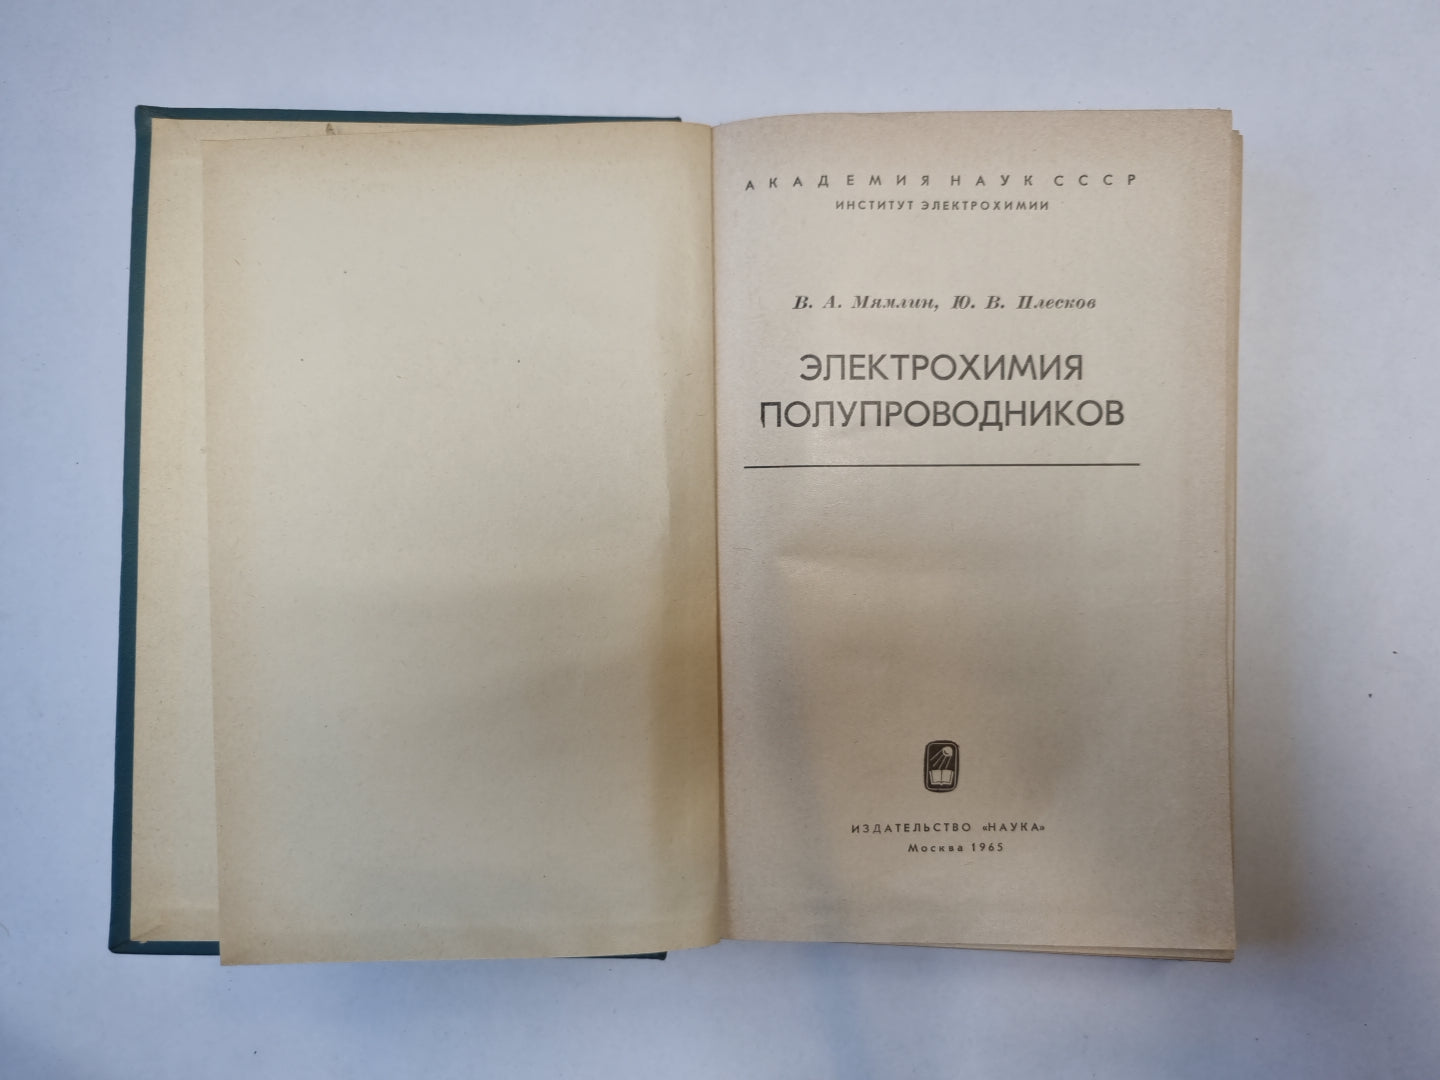 АКАДЕМИЯ НАУК СССР
ИНСТИТУТ ЭЛЕКТРОХИМИИ
В. А. Мямлин, Ю. В. Плесков
ЭЛЕКТРОХИМИЯ
ПОЛУПРОВОДНИКОВ
ИЗДАТЕЛЬСТВО «НАУКА»
Москва 1965